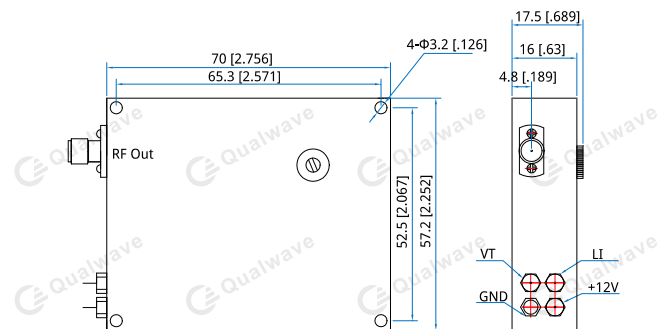 17.5 [.689]
70 [2.756]
4-Φ3.2 [.126]
16 [.63]
65.3 [2.571]
4.8 [.189]
RF Out
52.5 [2.067]
57.2 [2.252]
VT
LI
GND
+12V
Qualwave
Qualwave
Qualwave
Qualwave
Qualwave
Qualwave
Qualwave
Qualwave